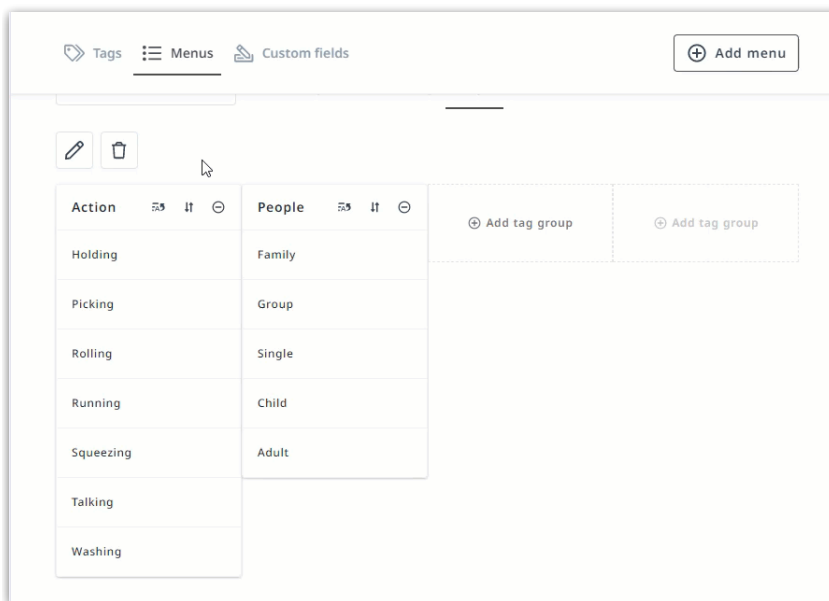 Tags Menus Custom fields Add menu
Action People Add tag group Add tag group
Holding Family
Picking Group
Rolling Single
Running Child
Squeezing Adult
Talking
Washing